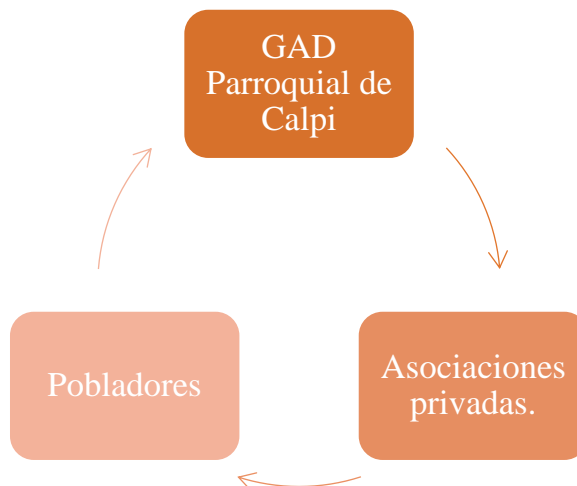 GAD
Parroquial de
Calpi
Pobladores
Asociaciones
privadas.